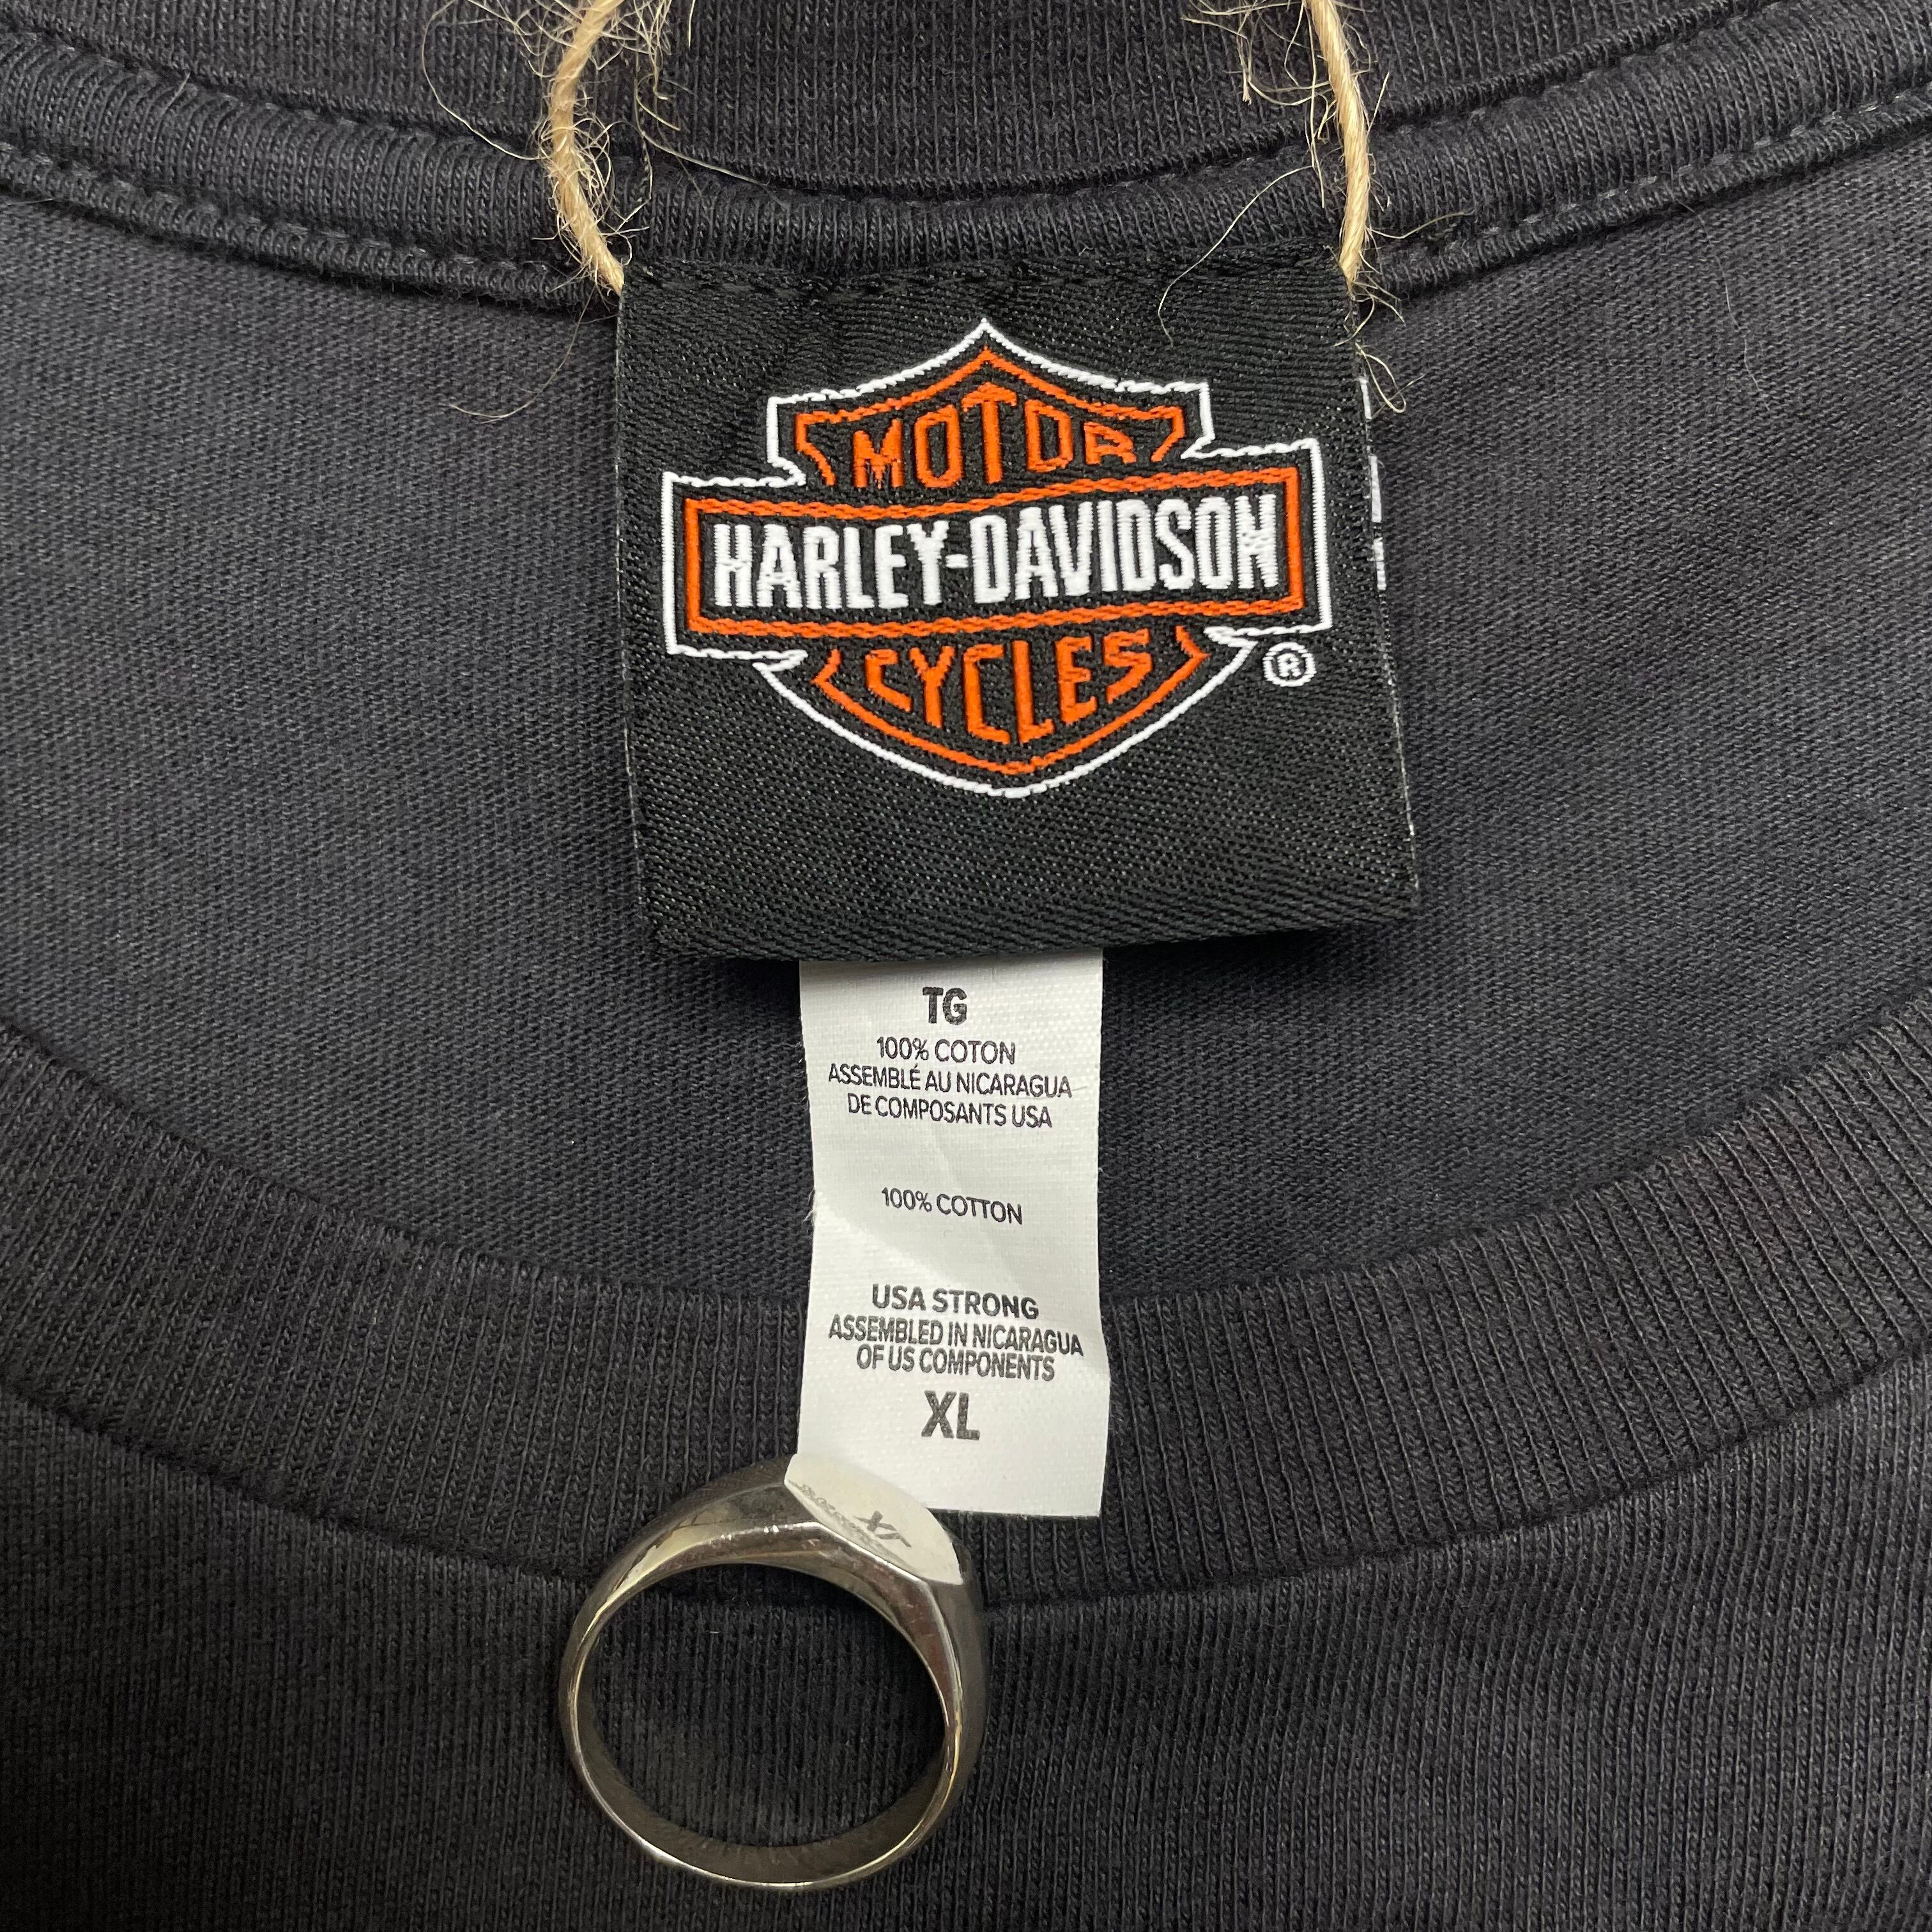 MOTOR
HARLEY-DAVIDSON
CYCLES
®
TG
100% COTON
ASSEMBLÉ AU NICARAGUA
DE COMPOSANTS USA
100% COTTON
USA STRONG
ASSEMBLED IN NICARAGUA
OF US COMPONENTS
XL